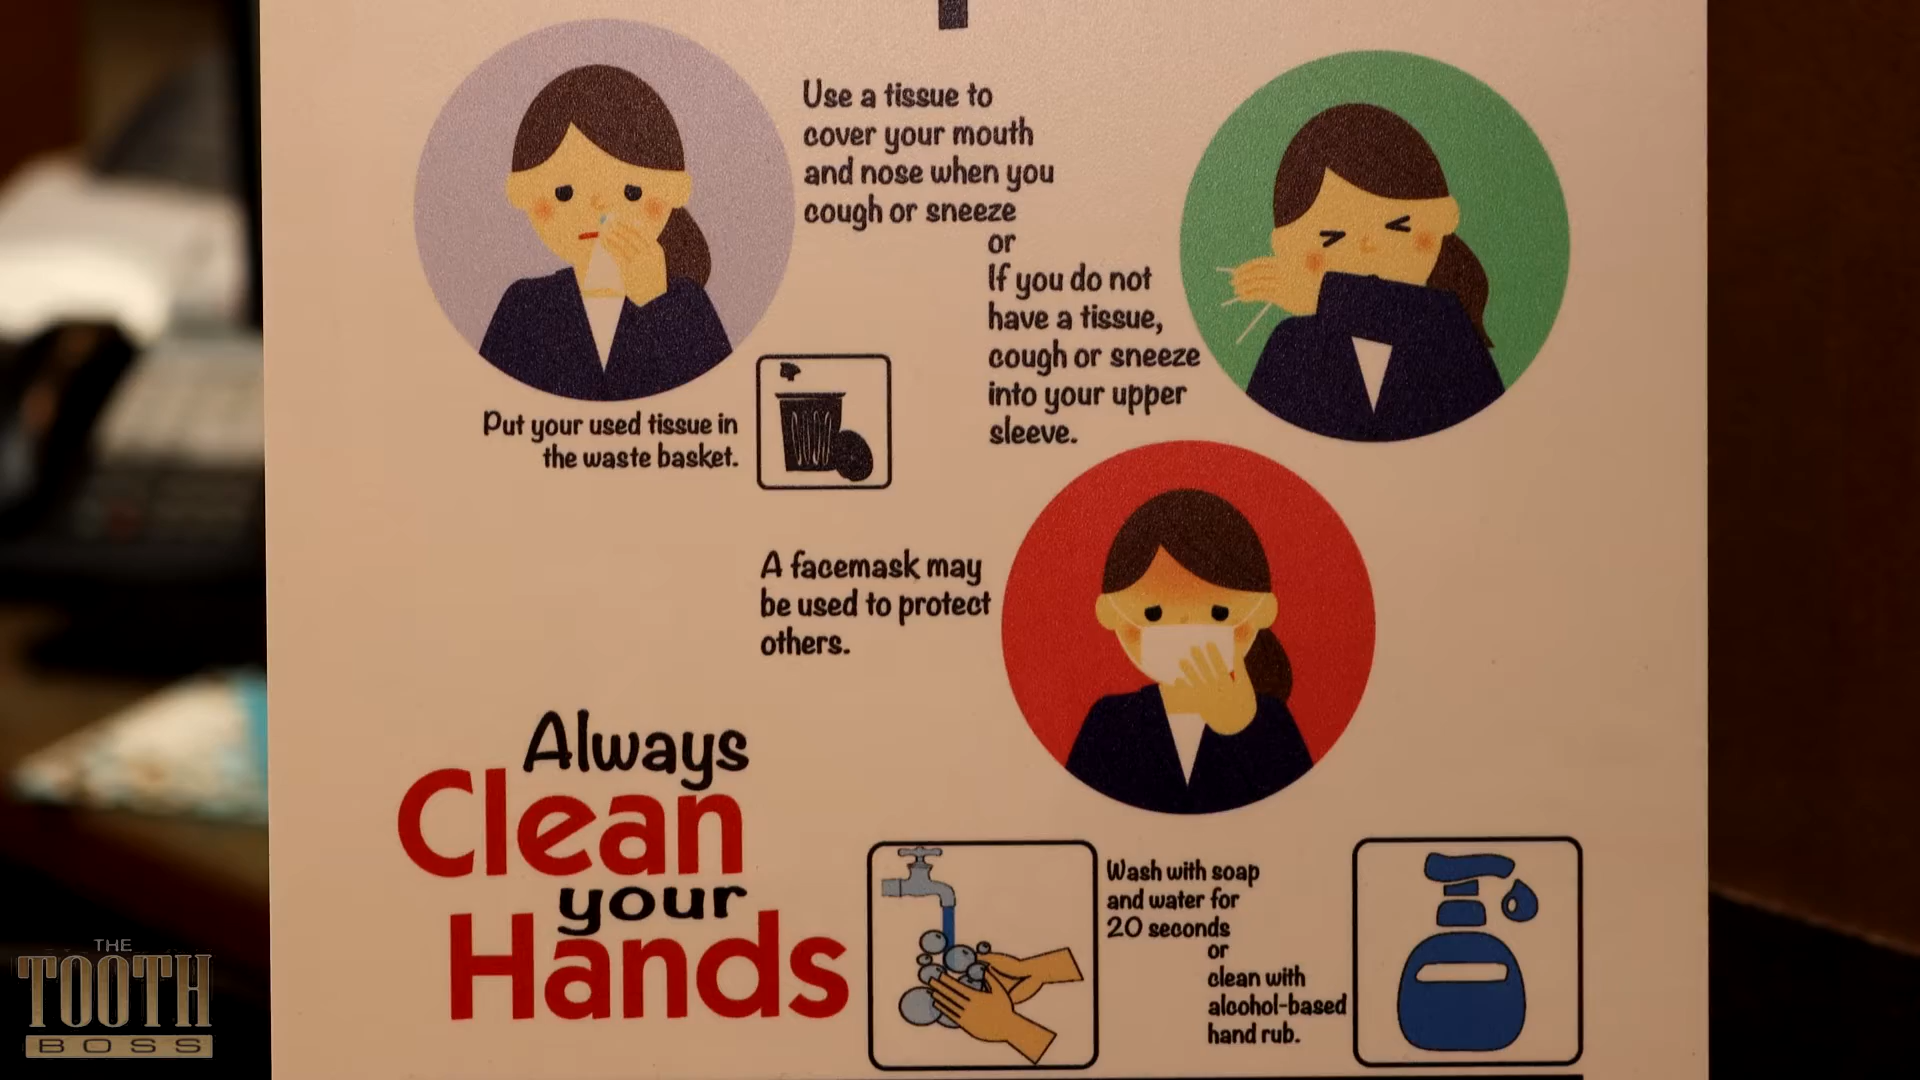 Use a tissue to
cover your mouth
and nose when you
cough or sneeze
or
If you do not
have a tissue,
cough or sneeze
into your upper
sleeve.
Put your used tissue in
the waste basket.
A facemask may
be used to protect
others.
Always
Clean
your
Hands
Wash with soap
and water for
20 seconds
or
clean with
alcohol-based
hand rub.
THE
TOOTH
BOSS